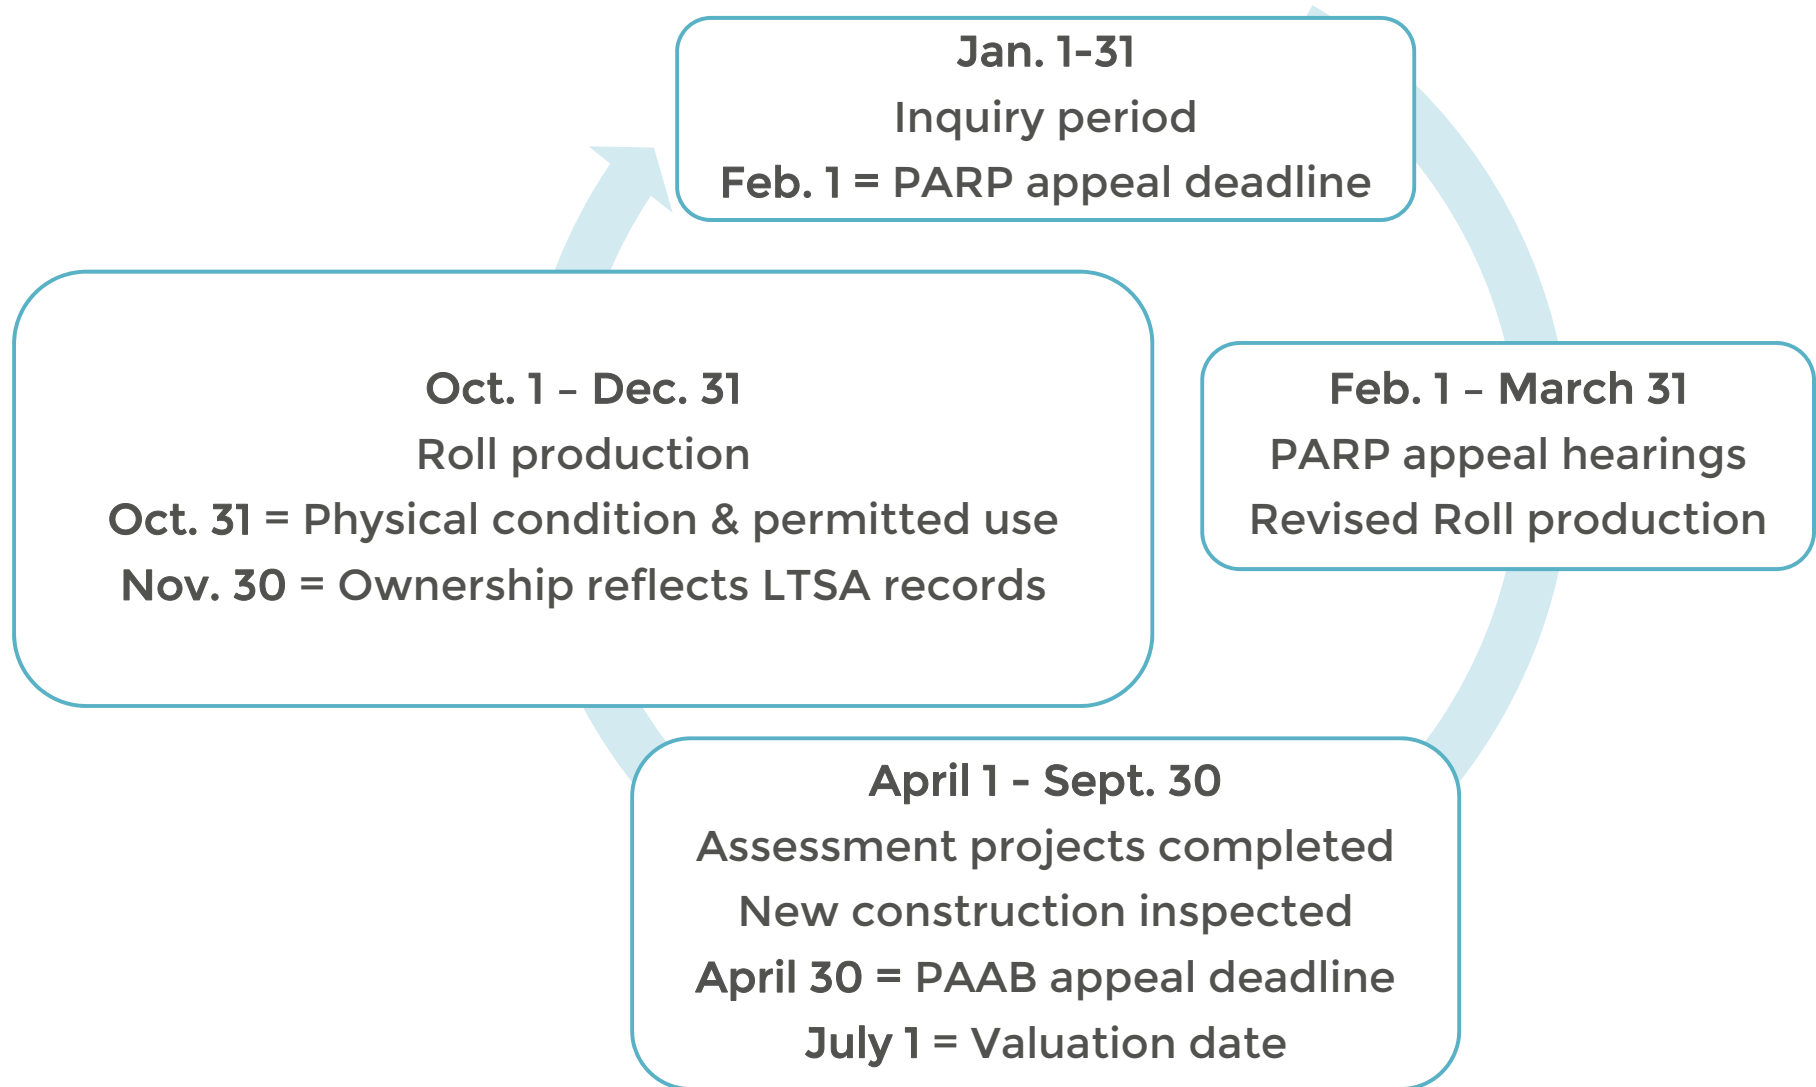 Jan. 1-31
Inquiry period
Feb. 1 = PARP appeal deadline
Feb. 1 – March 31
PARP appeal hearings
Revised Roll production
April 1 - Sept. 30
Assessment projects completed
New construction inspected
April 30 = PAAB appeal deadline
July 1 = Valuation date
Oct. 1 – Dec. 31
Roll production
Oct. 31 = Physical condition & permitted use
Nov. 30 = Ownership reflects LTSA records